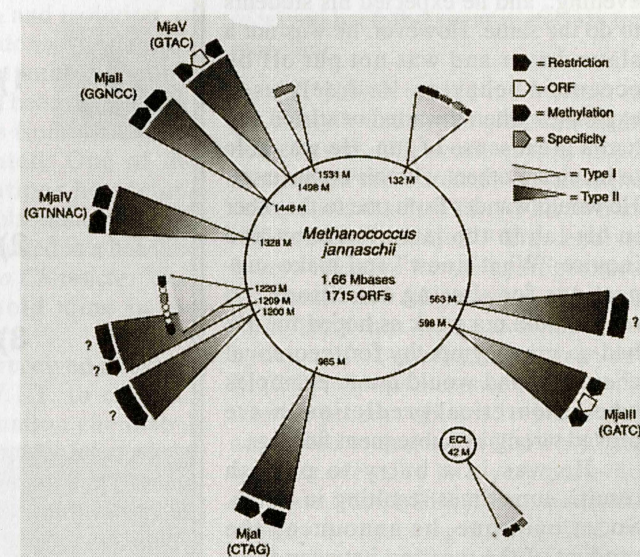 MjaV
(GTAC)
MjaII
(GGNCC)
MjaIV
(GTNNAC)
= Restriction
= ORF
= Methylation
= Specificity
= Type I
= Type II
1531 M
1498 M
1448 M
1328 M
132 M
Methanococcus
jannaschii
1.66 Mbases
1715 ORFs
1220 M
1209 M
1200 M
563 M
598 M
985 M
?
?
?
?
MjaIII
(GATC)
ECL
42 M
MjaI
(CTAG)